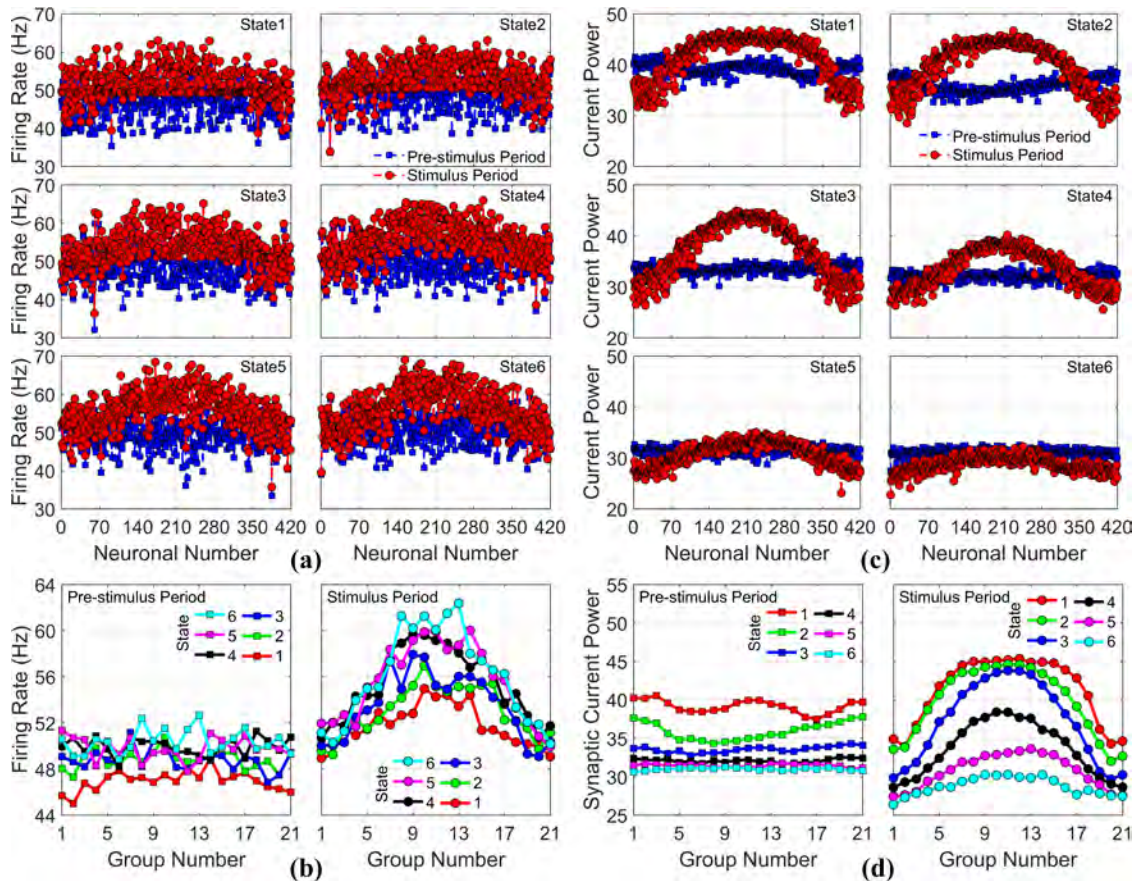 State1
State2
70
60
50
40
30
Firing Rate (Hz)
Pre-stimulus Period
Stimulus Period
State3
State4
70
60
50
40
30
Firing Rate (Hz)
State5
State6
70
60
50
40
30
Firing Rate (Hz)
0 70 140 210 280 350 420
0 70 140 210 280 350 420
Neuronal Number
Neuronal Number
(a)
State1
State2
50
40
30
20
Current Power
Pre-stimulus Period
Stimulus Period
State3
State4
50
40
30
20
Current Power
State5
State6
50
40
30
20
Current Power
0 70 140 210 280 350 420
0 70 140 210 280 350 420
Neuronal Number
Neuronal Number
(c)
64
60
56
52
48
44
Firing Rate (Hz)
Pre-stimulus Period
State
6 3
5 2
4 1
1 5 9 13 17 21
Group Number
Stimulus Period
State
6 3
5 2
4 1
1 5 9 13 17 21
Group Number
(b)
55
50
45
40
35
30
25
Synaptic Current Power
Pre-stimulus Period
State
1 4
2 5
3 6
1 5 9 13 17 21
Group Number
Stimulus Period
State
1 4
2 5
3 6
1 5 9 13 17 21
Group Number
(d)